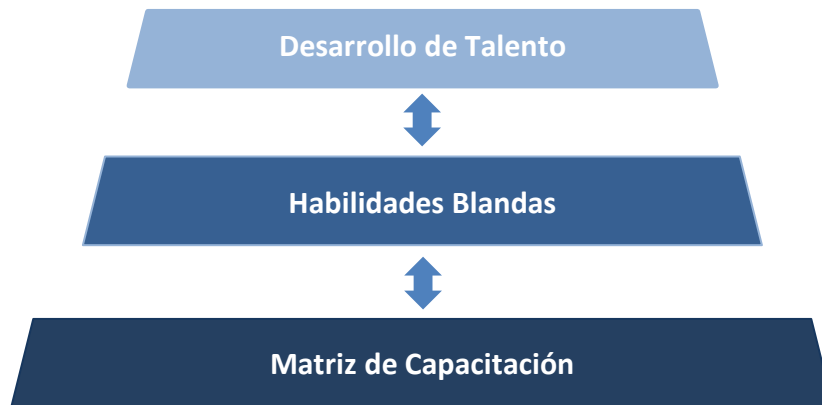 Desarrollo de Talento
Habilidades Blandas
Matriz de Capacitación